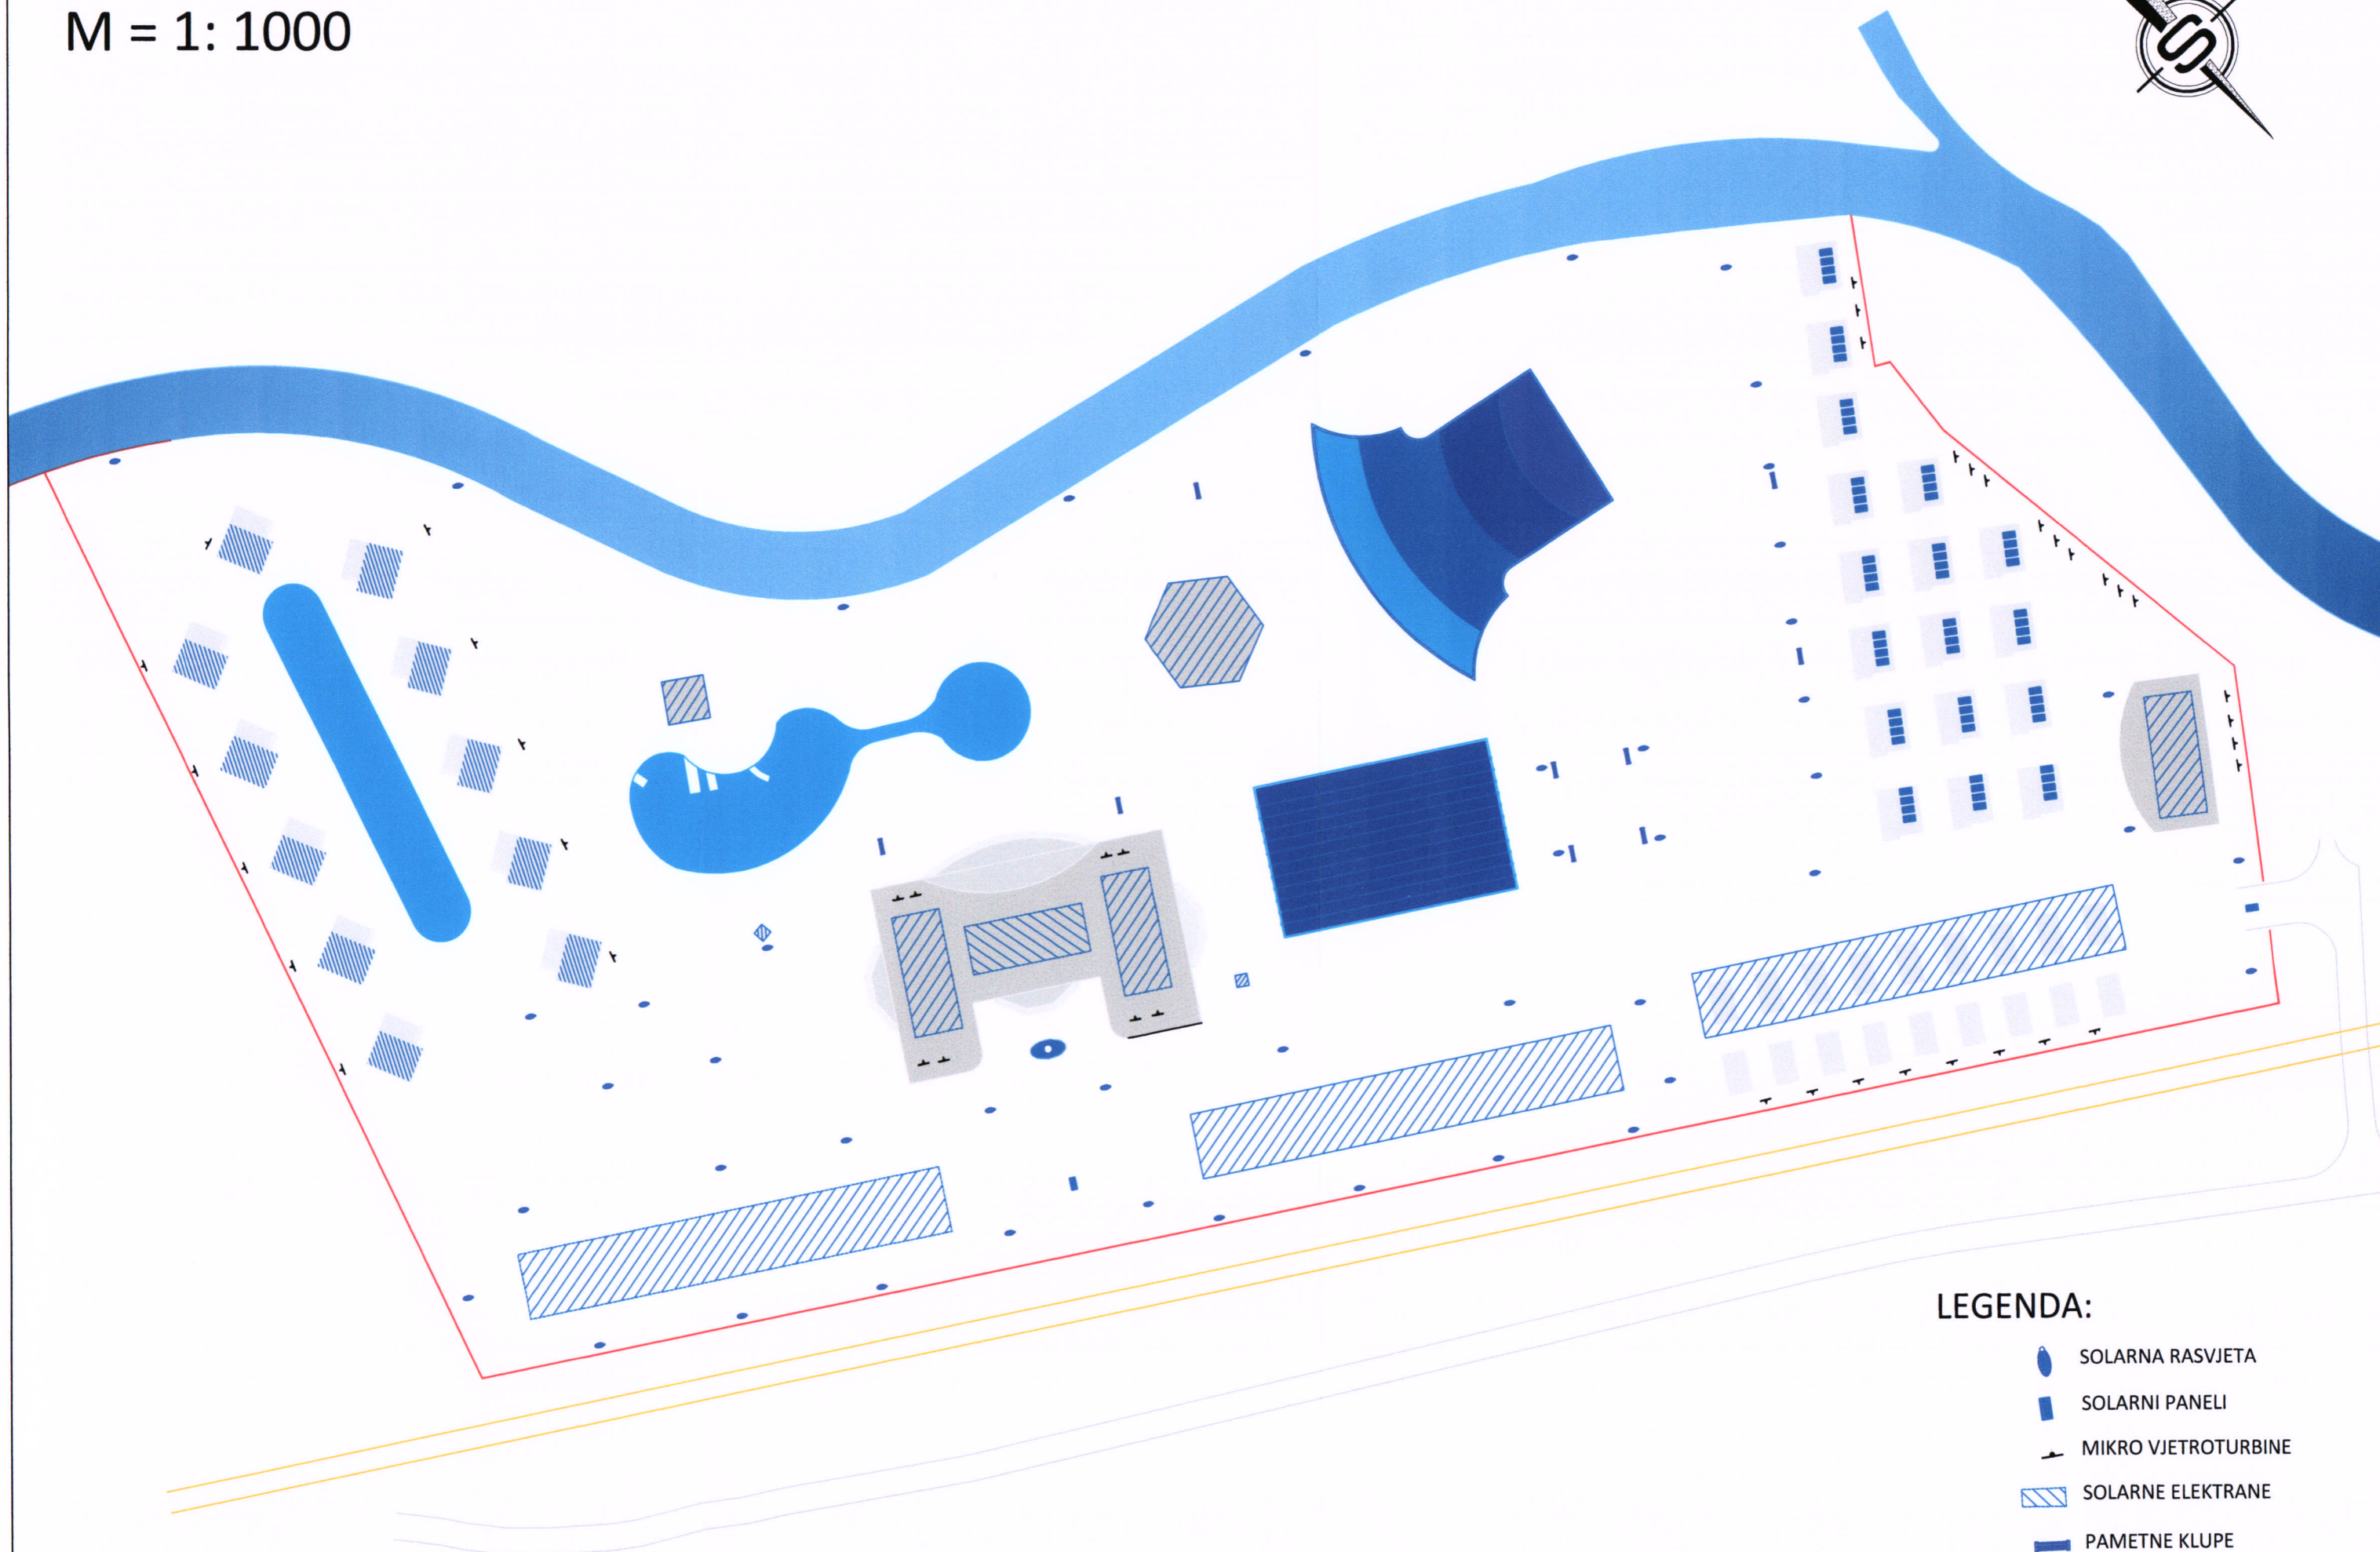 M = 1: 1000
S
LEGENDA:
SOLARNA RASVJETA
SOLARNI PANELI
MIKRO VJETROTURBINE
SOLARNE ELEKTRANE
PAMETNE KLUPE